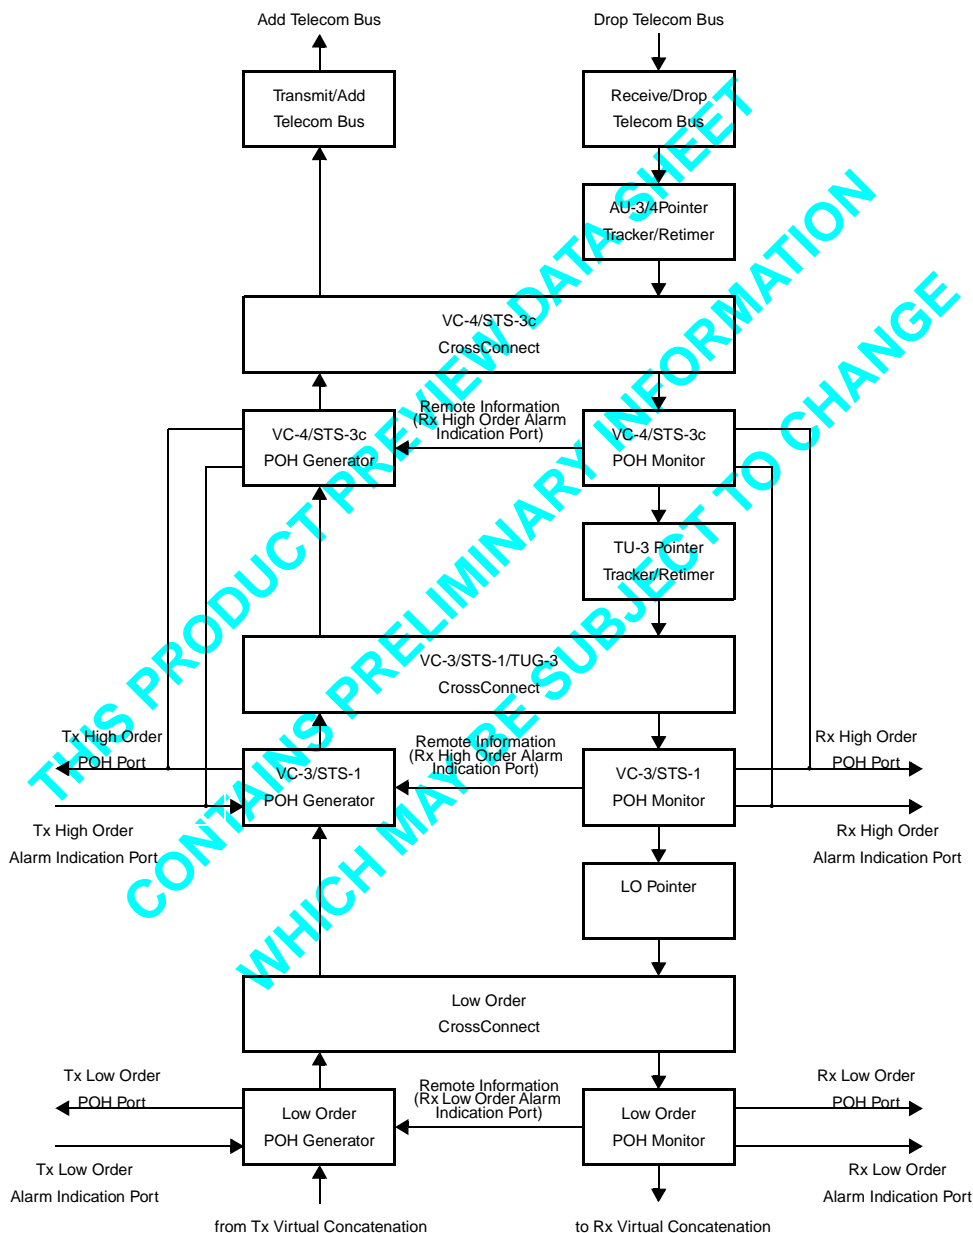 Add Telecom Bus
Drop Telecom Bus
Transmit/Add
Telecom Bus
Receive/Drop
Telecom Bus
AU-3/4Pointer
Tracker/Retimer
VC-4/STS-3c
CrossConnect
VC-4/STS-3c
POH Generator
Remote Information
(Rx High Order Alarm
Indication Port)
VC-4/STS-3c
POH Monitor
TU-3 Pointer
Tracker/Retimer
VC-3/STS-1/TUG-3
CrossConnect
Tx High Order
POH Port
VC-3/STS-1
POH Generator
Remote Information
(Rx High Order Alarm
Indication Port)
VC-3/STS-1
POH Monitor
Rx High Order
POH Port
Tx High Order
Alarm Indication Port
Rx High Order
Alarm Indication Port
LO Pointer
Low Order
CrossConnect
Tx Low Order
POH Port
Low Order
POH Generator
Remote Information
(Rx Low Order Alarm
Indication Port)
Low Order
POH Monitor
Rx Low Order
POH Port
Tx Low Order
Alarm Indication Port
Rx Low Order
Alarm Indication Port
from Tx Virtual Concatenation
to Rx Virtual Concatenation
THIS PRODUCT PREVIEW DATA SHEET
CONTAINS PRELIMINARY INFORMATION
WHICH MAY BE SUBJECT TO CHANGE